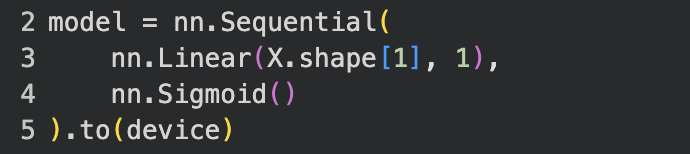 2 model = nn.Sequential(
3     nn.Linear(X.shape[1], 1),
4     nn.Sigmoid()
5 ).to(device)